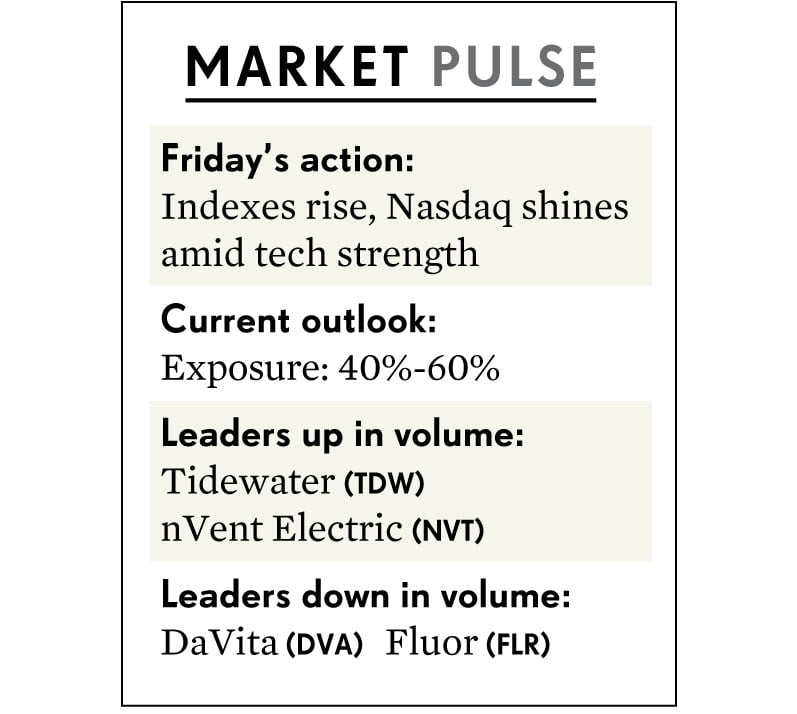 MARKET PULSE
Friday's action:
Indexes rise, Nasdaq shines
amid tech strength
Current outlook:
Exposure: 40%-60%
Leaders up in volume:
Tidewater (TDW)
nVent Electric (NVT)
Leaders down in volume:
DaVita (DVA) Fluor (FLR)